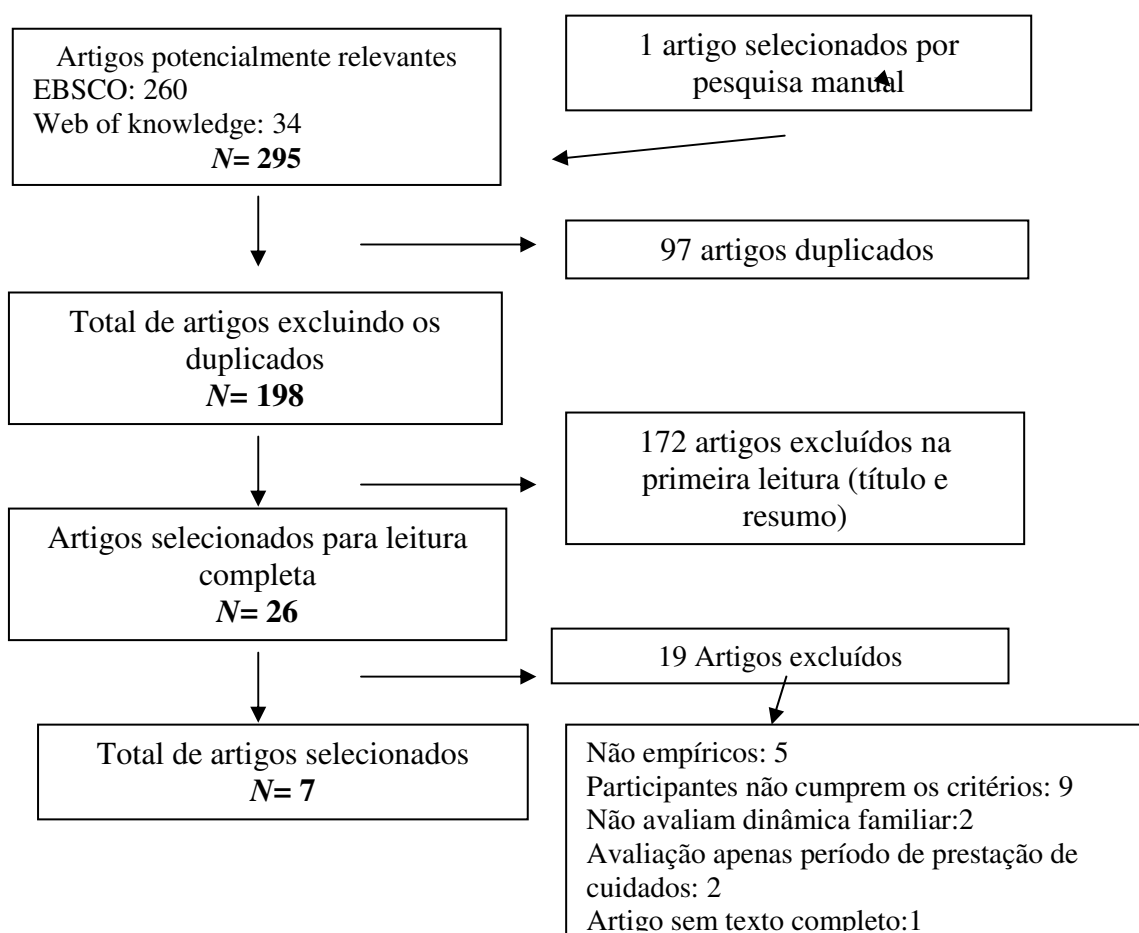 Artigos potencialmente relevantes
EBSCO: 260
Web of knowledge: 34
N= 295
1 artigo selecionados por
pesquisa manual
97 artigos duplicados
Total de artigos excluindo os
duplicados
N= 198
172 artigos excluídos na
primeira leitura (título e
resumo)
Artigos selecionados para leitura
completa
N= 26
19 Artigos excluídos
Total de artigos selecionados
N= 7
Não empíricos: 5
Participantes não cumprem os critérios: 9
Não avaliam dinâmica familiar:2
Avaliação apenas período de prestação de
cuidados: 2
Artigo sem texto completo:1